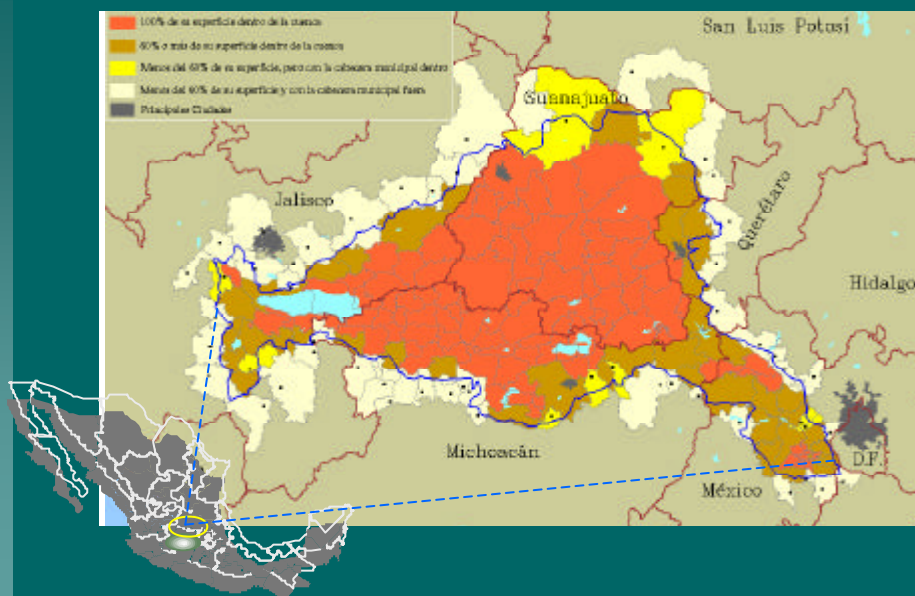 100% de su superficie dentro de la cuenca
60% o más de su superficie dentro de la cuenca
Menos del 60% de su superficie, pero con la cabecera municipal dentro
Menos del 60% de su superficie y con la cabecera municipal fuera
Principales Ciudades
San Luis Potosí
Guanajuato
Jalisco
Querétaro
Hidalgo
Michoacán
D.F.
México